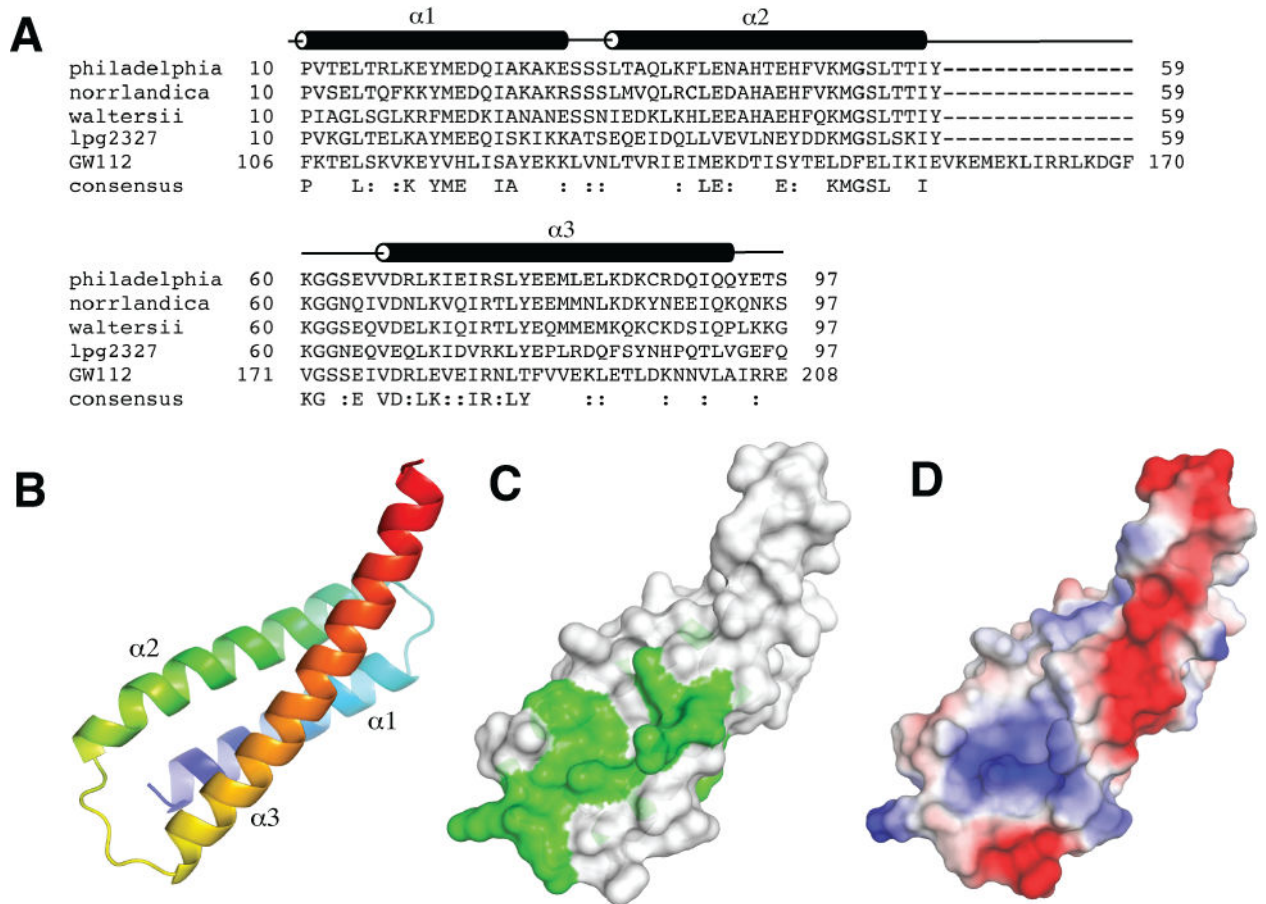 A
α1 α2
philadelphia 10 PVTELTRLKEYMEDQIAKAKESSSLTAQLKFLENAHTEHFVKMGSLTTIY---------------- 59
norrlandica 10 PVSELTQFKKYMEDQIAKAKRSSSLMVQLRCLEDAHAEHFVKMGSLTTIY---------------- 59
waltersii 10 PIAGLSGLKRFMEDKIANANESSNIEDKLKHLEEAHAEHFQKMGSLTTIY---------------- 59
lpg2327 10 PVKGLTELKAYMEEQISKIKKATSEQEIDQLLVEVLNEYDDKMGSLSKIY---------------- 59
GW112 106 FKTELSKVKEYVHLISAYEKKLVNLTVRIEIMEKDTISYTELDFELIKIEVKEMEKLIRRLKDGF 170
consensus P L: :K YME IA : :: : LE: E: KMGSL I
α3
philadelphia 60 KGGSEVVDRLKIEIRSLYEEMLELKDKCRDQIQQYETS 97
norrlandica 60 KGGNQIVDNLKVQIRTLYEEMMNLKDKYNEEIQKQNKS 97
waltersii 60 KGGSEQVDELKIQIRTLYEQMMEMKQKCKDSIQPLKKG 97
lpg2327 60 KGGNEQVEQLKIDVRKLYEPLRDQFSYNHPQTLVGEFQ 97
GW112 171 VGSSEIVDRLEVEIRNLTFVVEKLETLDKNNVLAIRRE 208
consensus KG :E VD:LK::IR:LY :: : : :
B C D
α2
α1
α3